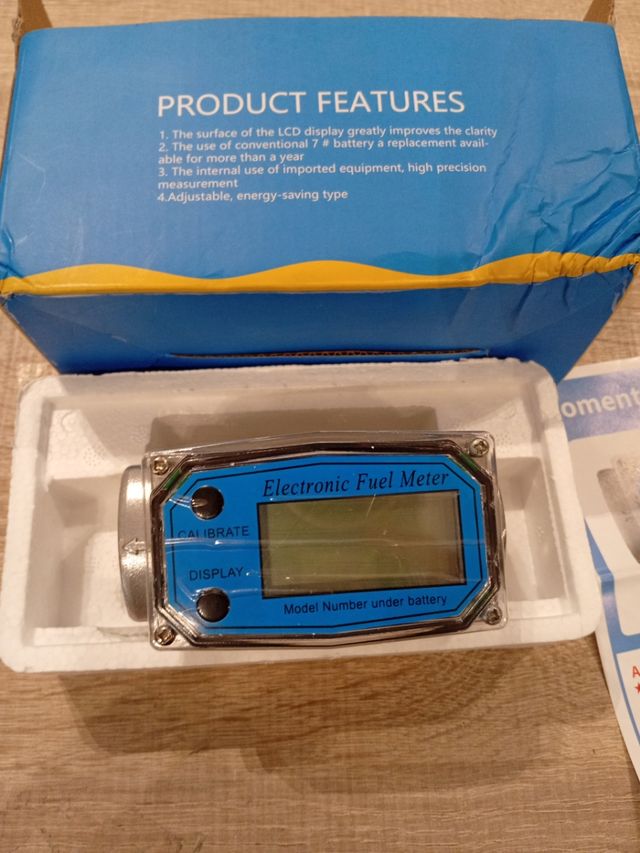 PRODUCT FEATURES
1. The surface of the LCD display greatly improves the clarity
2. The use of conventional 7 # battery a replacement avail-
able for more than a year
3. The internal use of imported equipment, high precision
measurement
4.Adjustable, energy-saving type
Electronic Fuel Meter
CALIBRATE
DISPLAY
Model Number under battery
oment
A